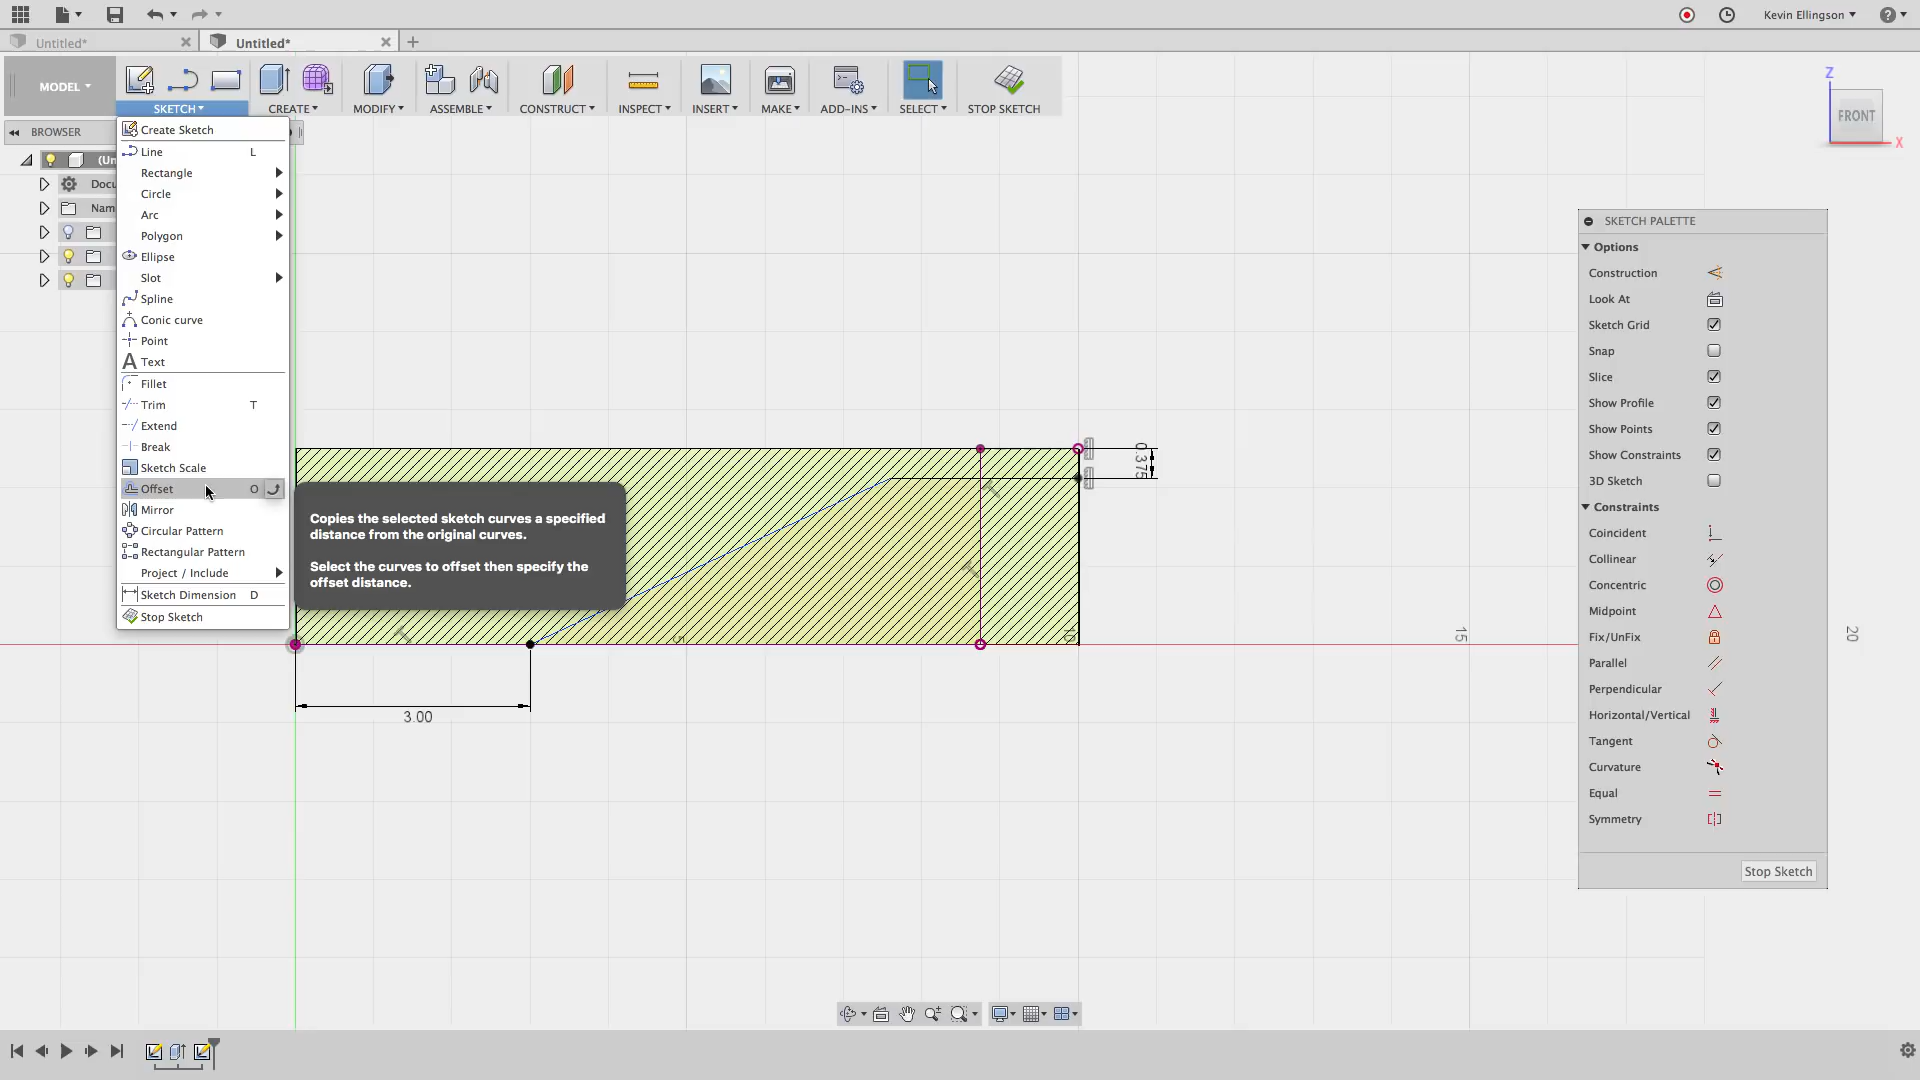 Kevin Ellingson
Untitled*
Untitled*
MODEL
SKETCH
CREATE
MODIFY
ASSEMBLE
CONSTRUCT
INSPECT
INSERT
MAKE
ADD-INS
SELECT
STOP SKETCH
Z
FRONT
X
BROWSER
(Un
Docu
Nam
Create Sketch
Line L
Rectangle
Circle
Arc
Polygon
Ellipse
Slot
Spline
Conic curve
Point
Text
Fillet
Trim T
Extend
Break
Sketch Scale
Offset O
Mirror
Circular Pattern
Rectangular Pattern
Project / Include
Sketch Dimension D
Stop Sketch
Copies the selected sketch curves a specified
distance from the original curves.
Select the curves to offset then specify the
offset distance.
0.375
5
10
15
20
3.00
SKETCH PALETTE
Options
Construction
Look At
Sketch Grid
Snap
Slice
Show Profile
Show Points
Show Constraints
3D Sketch
Constraints
Coincident
Collinear
Concentric
Midpoint
Fix/UnFix
Parallel
Perpendicular
Horizontal/Vertical
Tangent
Curvature
Equal
Symmetry
Stop Sketch